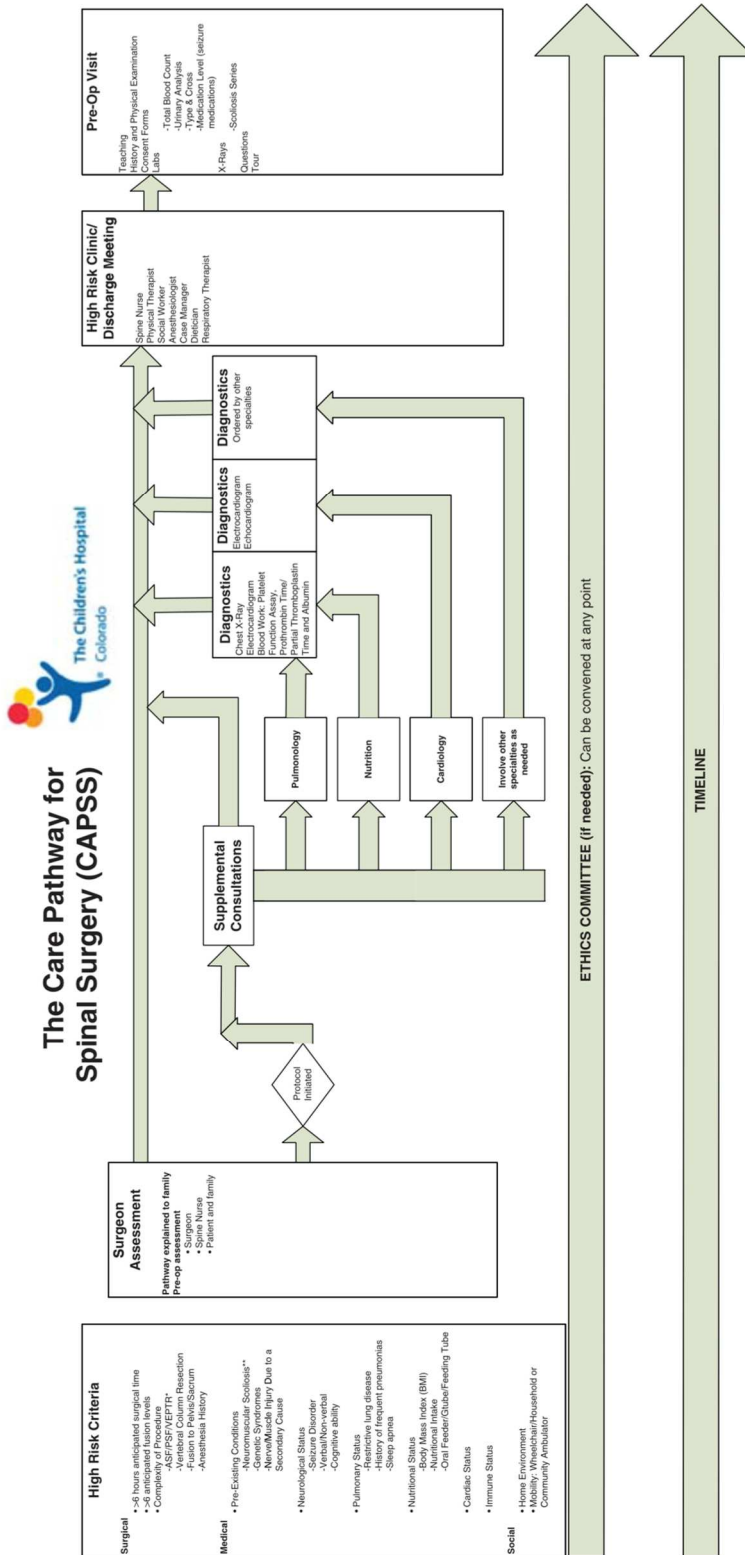 The Care Pathway for
Spinal Surgery (CAPSS)
The Children's Hospital
Colorado
High Risk Criteria
Surgical
• >6 hours anticipated surgical time
• >6 anticipated fusion levels
• Complexity of Procedure
-ASF/PSF/VEPTR*
-Vertebral Column Resection
-Fusion to Pelvis/Sacrum
-Anesthesia History
Medical
• Pre-Existing Conditions
-Neuromuscular Scoliosis**
-Genetic Syndromes
-Nerve/Muscle Injury Due to a
Secondary Cause
• Neurological Status
-Seizure Disorder
-Verbal/Non-verbal
-Cognitive ability
• Pulmonary Status
-Restrictive lung disease
-History of frequent pneumonias
-Sleep apnea
• Nutritional Status
-Body Mass Index (BMI)
-Nutritional Intake
-Oral Feeder/Gtube/Feeding Tube
• Cardiac Status
• Immune Status
Social
• Home Environment
• Mobility: Wheelchair/Household or
Community Ambulator
Surgeon
Assessment
Pathway explained to family
Pre-op assessment
• Surgeon
• Spine Nurse
• Patient and family
Protocol
Initiated
Supplemental
Consultations
Pulmonology
Nutrition
Cardiology
Involve other
specialties as
needed
Diagnostics
Chest X-Ray
Electrocardiogram
Blood Work: Platelet
Function Assay,
Prothrombin Time/
Partial Thromboplastin
Time and Albumin
Diagnostics
Electrocardiogram
Echocardiogram
Diagnostics
Ordered by other
specialties
High Risk Clinic/
Discharge Meeting
Spine Nurse
Physical Therapist
Social Worker
Anesthesiologist
Case Manager
Dietician
Respiratory Therapist
Pre-Op Visit
Teaching
History and Physical Examination
Consent Forms
Labs
-Total Blood Count
-Urinary Analysis
-Type & Cross
-Medication Level (seizure
medications)
X-Rays
-Scoliosis Series
Questions
Tour
ETHICS COMMITTEE (if needed): Can be convened at any point
TIMELINE